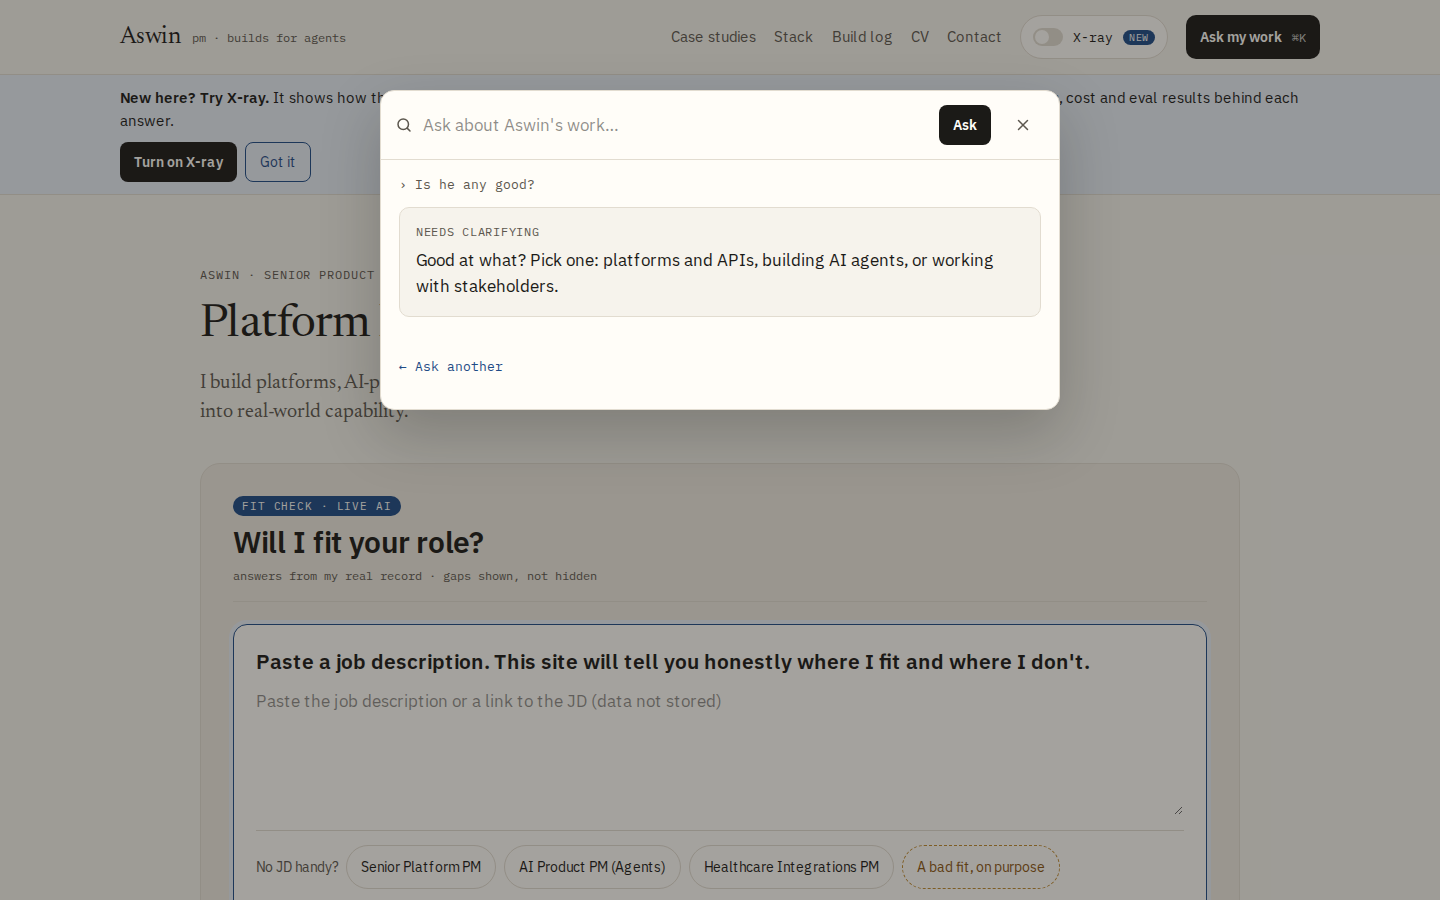 Aswin pm · builds for agents
Case studies Stack Build log CV Contact X-ray NEW Ask my work ⌘K
New here? Try X-ray. It shows how th , cost and eval results behind each
answer.
Turn on X-ray Got it
Ask about Aswin's work... Ask
› Is he any good?
NEEDS CLARIFYING
Good at what? Pick one: platforms and APIs, building AI agents, or working
with stakeholders.
← Ask another
ASWIN · SENIOR PRODUCT
Platform
I build platforms, AI-p
into real-world capability.
FIT CHECK · LIVE AI
Will I fit your role?
answers from my real record · gaps shown, not hidden
Paste a job description. This site will tell you honestly where I fit and where I don't.
Paste the job description or a link to the JD (data not stored)
No JD handy? Senior Platform PM AI Product PM (Agents) Healthcare Integrations PM A bad fit, on purpose